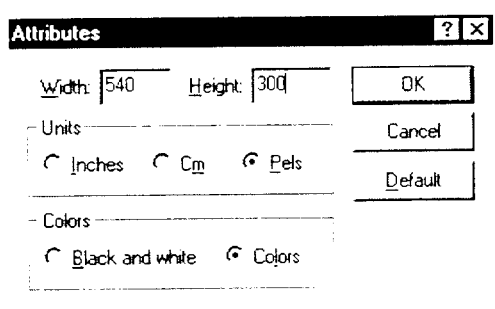 Attributes ? ×
Width: 540 Height: 300 OK
Units
Cancel
Inches Cm Pels
Default
Colors
Black and white Colors